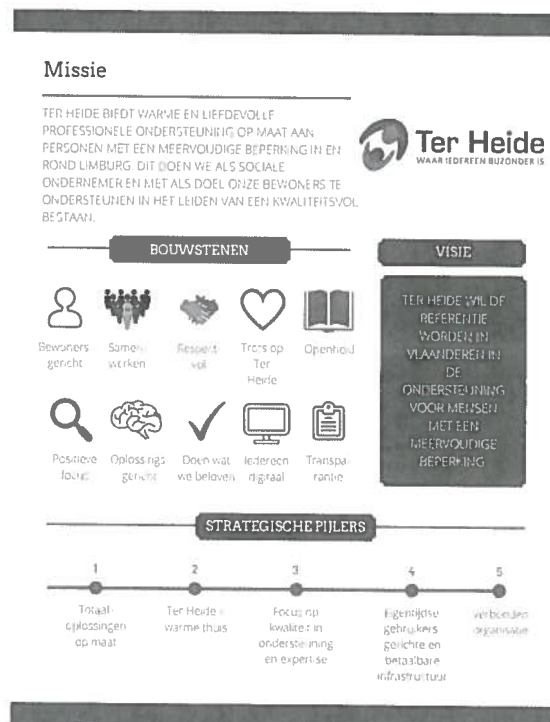 Missie
TER HEIDE BIEDT WARME EN LIEFDEVOLLE
PROFESSIONELE ONDERSTEUNING OP MAAT AAN
PERSONEN MET EEN MEERVOUDIGE BEPERKING IN EN
ROND LIMBURG. DIT DOEN WE ALS SOCIALE
ONDERNEMER EN MET ALS DOEL ONZE BEWONERS TE
ONDERSTEUNEN IN HET LEIDEN VAN EEN KWALITEITSVOL
BESTAAN.
Ter Heide
WAAR IEDEREEN BIJZONDER IS
BOUWSTENEN
Bewoners
gericht
Samen
werken
Respect
vol
Trots op
Ter
Heide
Openheid
Positieve
focus
Oplossings
gericht
Doen wat
we beloven
Iedereen
digitaal
Transpa-
rantie
VISIE
TER HEIDE WIL DE
REFERENTIE
WORDEN IN
VLAANDEREN IN
DE
ONDERSTEUNING
VOOR MENSEN
MET EEN
MEERVOUDIGE
BEPERKING
STRATEGISCHE PIJLERS
1
Totaal-
oplossingen
op maat
2
Ter Heide =
warme thuis
3
Focus op
kwaliteit in
ondersteuning
en expertise
4
Eigentijdse
gebruikers
gerichte en
betaalbare
infrastructuur
5
Verbonden
organisatie